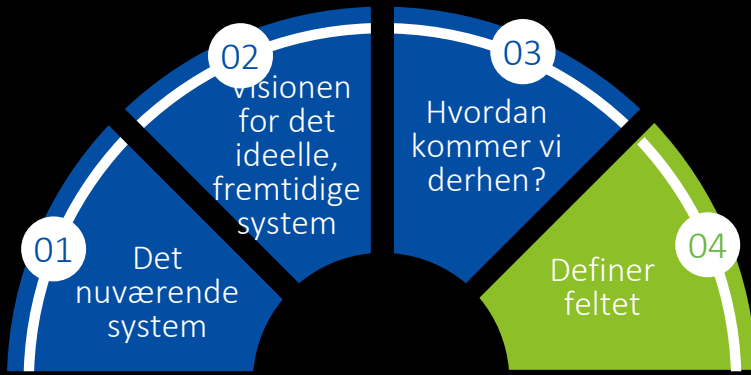 01
Det
nuværende
system
02
Visionen
for det
ideelle,
fremtidige
system
03
Hvordan
kommer vi
derhen?
04
Definer
feltet